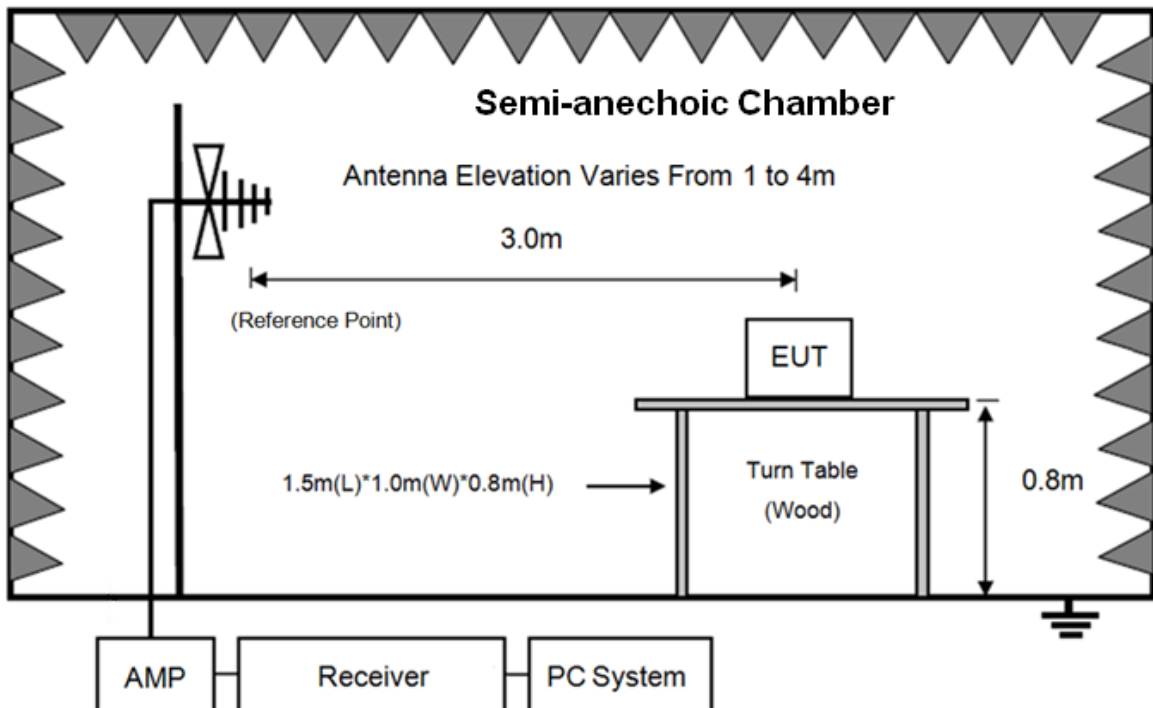 Semi-anechoic Chamber
Antenna Elevation Varies From 1 to 4m
3.0m
(Reference Point)
EUT
1.5m(L)*1.0m(W)*0.8m(H)
Turn Table
(Wood)
0.8m
AMP
Receiver
PC System